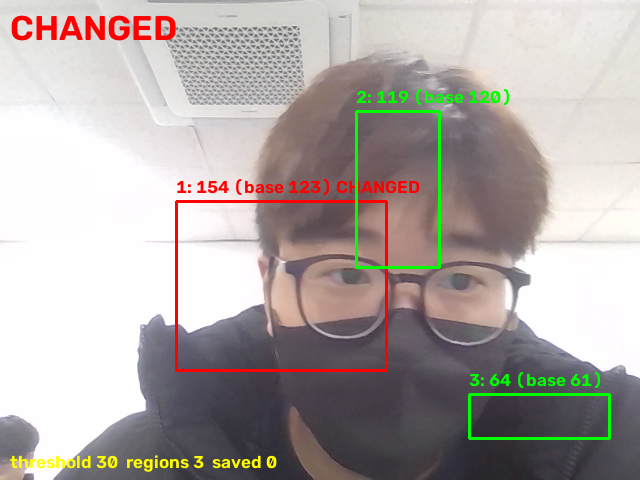 CHANGED
2: 119 (base 120)
1: 154 (base 123) CHANGED
3: 64 (base 61)
threshold 30 regions 3 saved 0